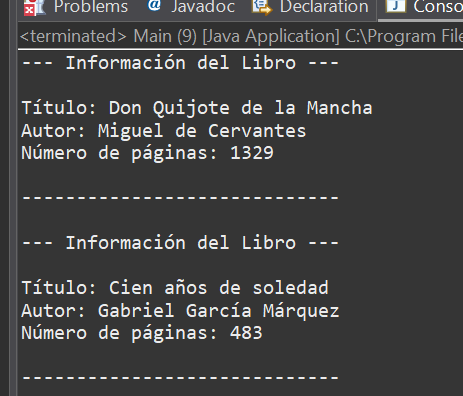 Problems @ Javadoc Declaration
<terminated> Main (9) [Java Application] C:\Program
--- Información del Libro ---
Título: Don Quijote de la Mancha
Autor: Miguel de Cervantes
Número de páginas: 1329
-----------------------------
--- Información del Libro ---
Título: Cien años de soledad
Autor: Gabriel García Márquez
Número de páginas: 483
-----------------------------